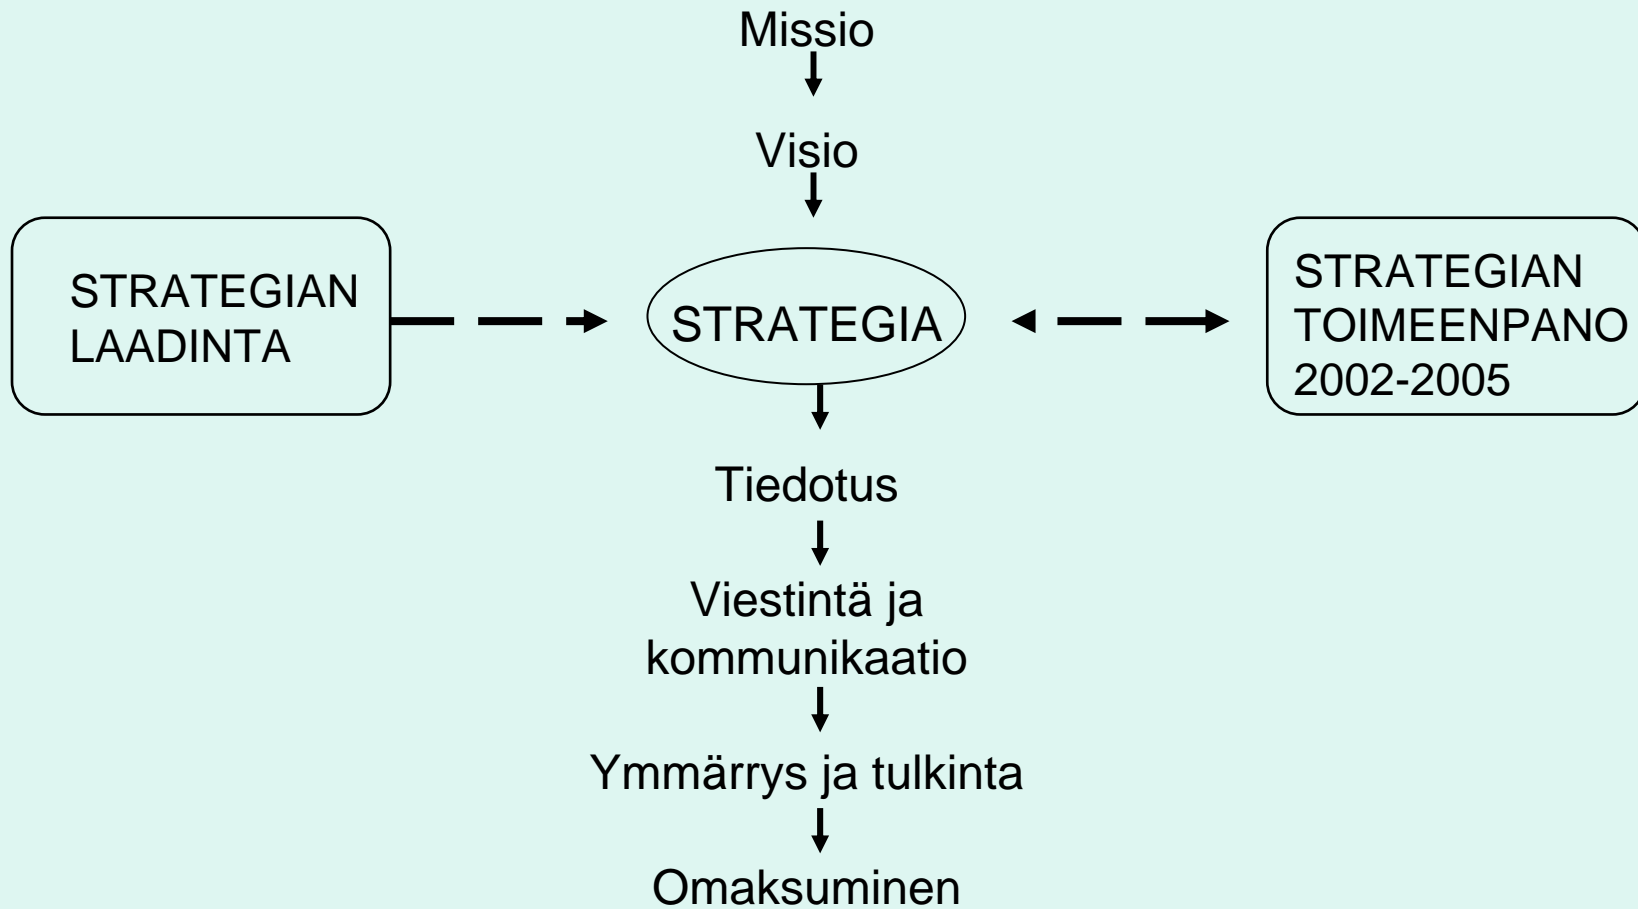 Missio
Visio
STRATEGIAN
LAADINTA
STRATEGIA
STRATEGIAN
TOIMEENPANO
2002-2005
Tiedotus
Viestintä ja
kommunikaatio
Ymmärrys ja tulkinta
Omaksuminen